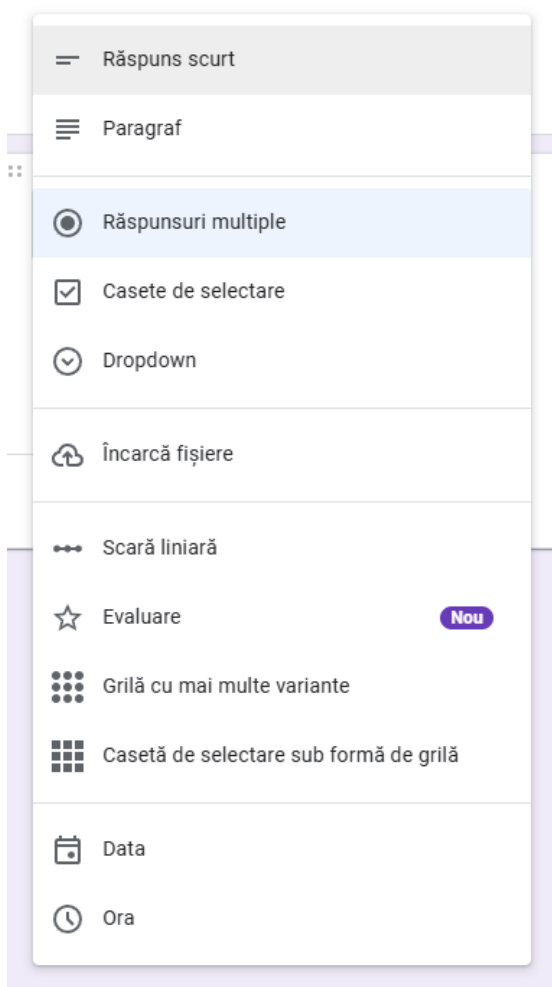 Răspuns scurt
Paragraf
Răspunsuri multiple
Casete de selectare
Dropdown
Încarcă fișiere
Scară liniară
Evaluare Nou
Grilă cu mai multe variante
Casetă de selectare sub formă de grilă
Data
Ora